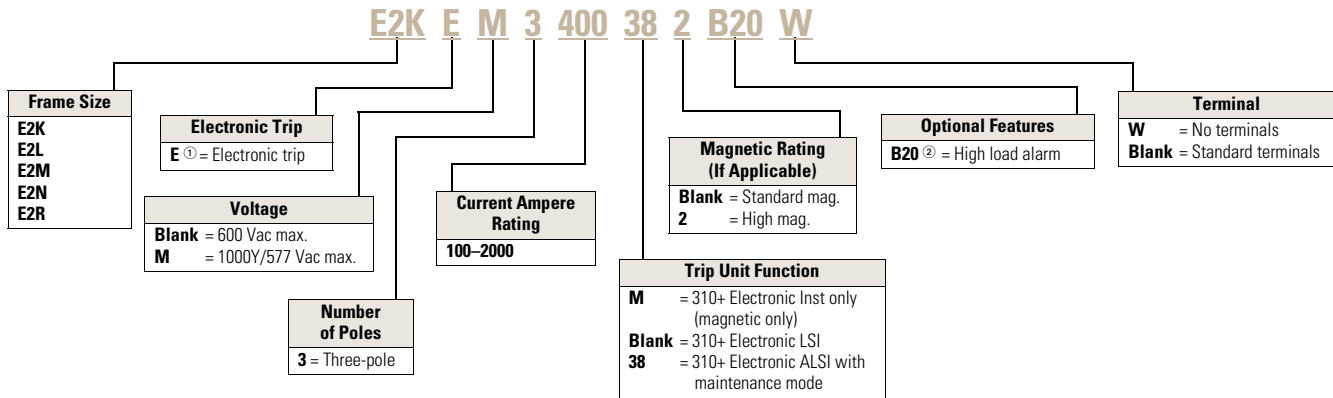 E2K E M 3 400 38 2 B20 W
Frame Size
E2K
E2L
E2M
E2N
E2R
Electronic Trip
E ① = Electronic trip
Voltage
Blank = 600 Vac max.
M = 1000Y/577 Vac max.
Number
of Poles
3 = Three-pole
Current Ampere
Rating
100–2000
Trip Unit Function
M = 310+ Electronic Inst only
(magnetic only)
Blank = 310+ Electronic LSI
38 = 310+ Electronic ALSI with
maintenance mode
Magnetic Rating
(If Applicable)
Blank = Standard mag.
2 = High mag.
Optional Features
B20 ② = High load alarm
Terminal
W = No terminals
Blank = Standard terminals